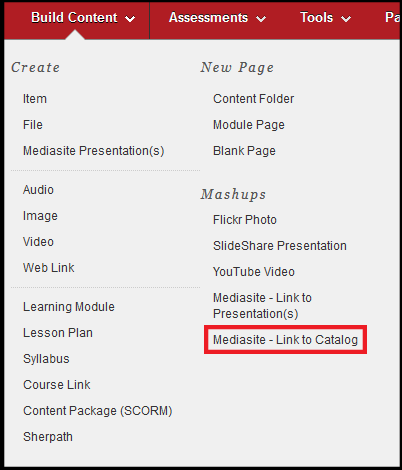 Build Content
Assessments
Tools
Pa
Create
Item
File
Mediasite Presentation(s)
Audio
Image
Video
Web Link
Learning Module
Lesson Plan
Syllabus
Course Link
Content Package (SCORM)
Sherpath
New Page
Content Folder
Module Page
Blank Page
Mashups
Flickr Photo
SlideShare Presentation
YouTube Video
Mediasite - Link to
Presentation(s)
Mediasite - Link to Catalog